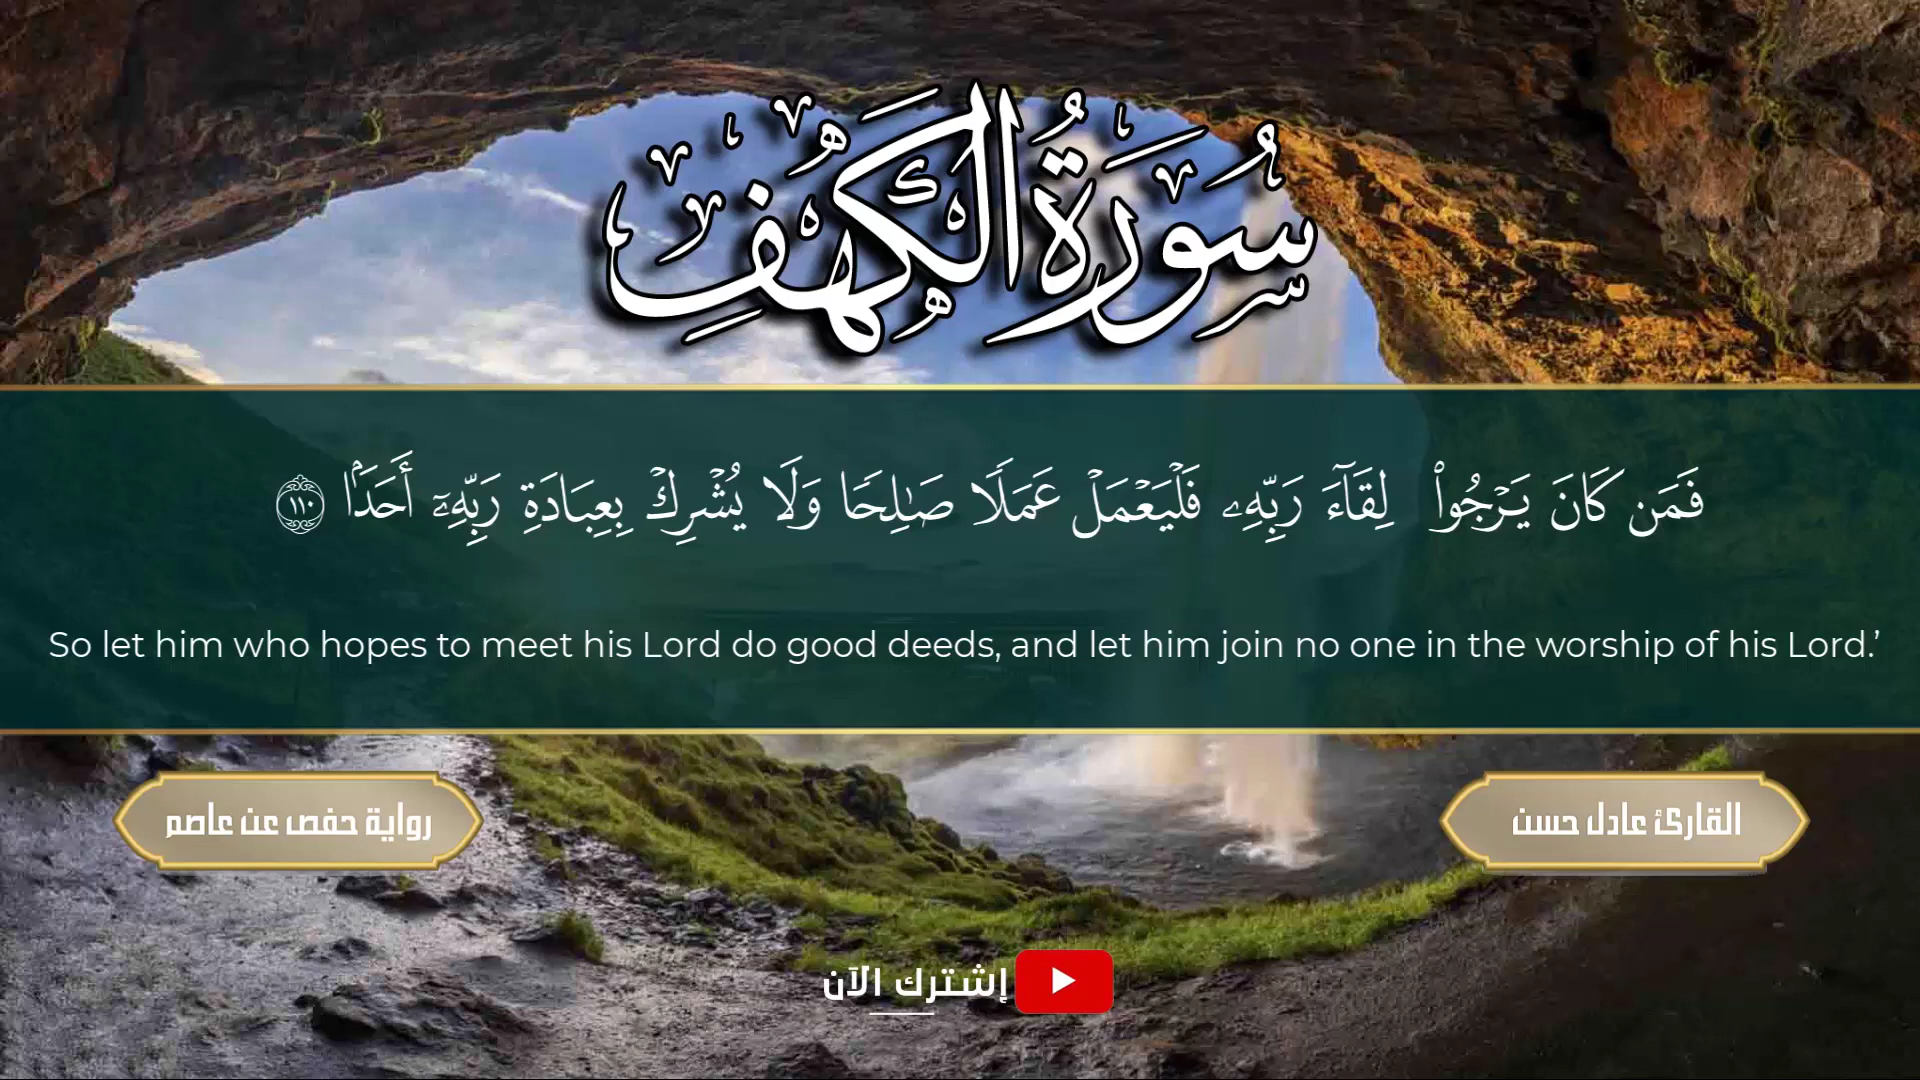 سُورَةُ الْكَهْفِ
فَمَن كَانَ يَرْجُوا۟ لِقَآءَ رَبِّهِۦ فَلْيَعْمَلْ عَمَلًا صَـٰلِحًا وَلَا يُشْرِكْ بِعِبَادَةِ رَبِّهِۦٓ أَحَدًۢا ١١٠
So let him who hopes to meet his Lord do good deeds, and let him join no one in the worship of his Lord.’
القارئ عادل حسن
رواية حفص عن عاصم
إشترك الآن